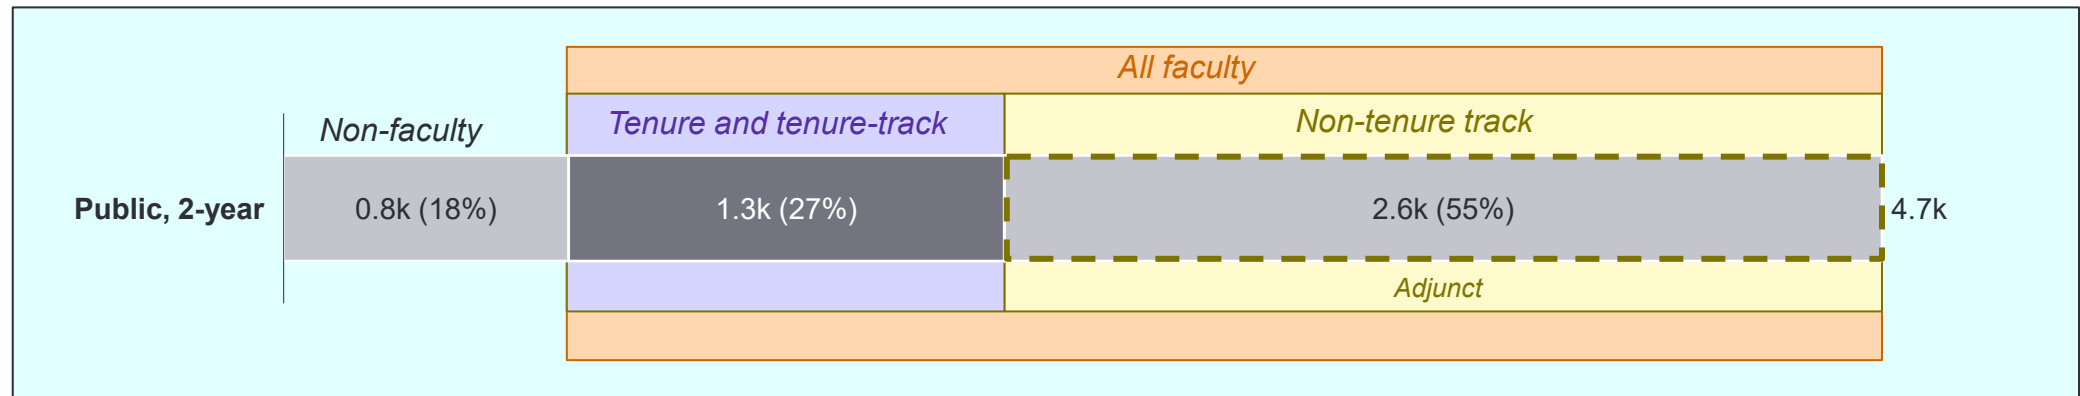 All faculty
Non-faculty Tenure and tenure-track Non-tenure track
Public, 2-year 0.8k (18%) 1.3k (27%) 2.6k (55%) 4.7k
Adjunct